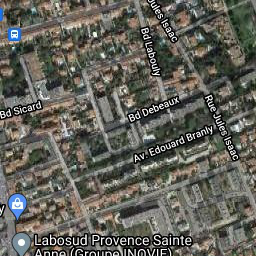 Jules Isaac
Bd Labouly
Bd Sicard
Bd Debeaux
Rue Jules Isaac
Av. Edouard Branly
Labosud Provence Sainte
Anne (Groupe INOVIE)